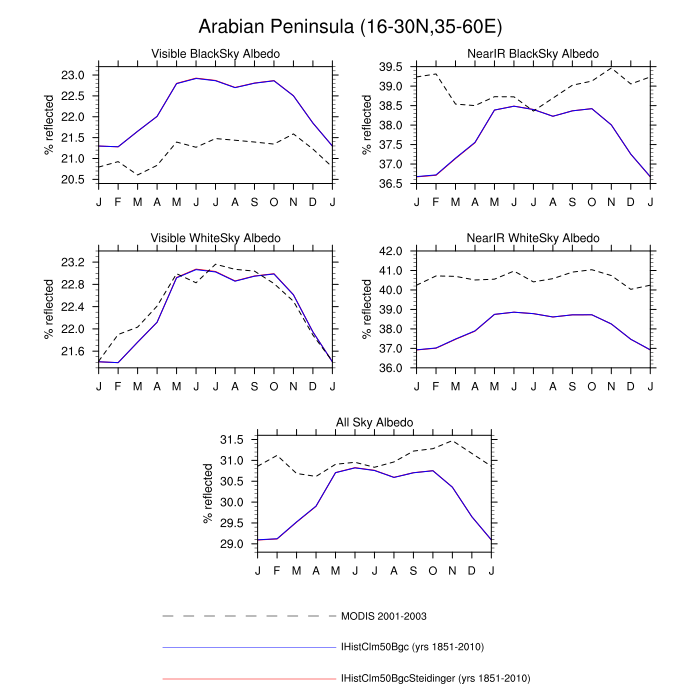 Arabian Peninsula (16-30N,35-60E)
Visible BlackSky Albedo
% reflected
23.0
22.5
22.0
21.5
21.0
20.5
J F M A M J J A S O N D J
NearIR BlackSky Albedo
% reflected
39.5
39.0
38.5
38.0
37.5
37.0
36.5
J F M A M J J A S O N D J
Visible WhiteSky Albedo
% reflected
23.2
22.8
22.4
22.0
21.6
J F M A M J J A S O N D J
NearIR WhiteSky Albedo
% reflected
42.0
41.0
40.0
39.0
38.0
37.0
36.0
J F M A M J J A S O N D J
All Sky Albedo
% reflected
31.5
31.0
30.5
30.0
29.5
29.0
J F M A M J J A S O N D J
MODIS 2001-2003
IHistClm50Bgc (yrs 1851-2010)
IHistClm50BgcSteidinger (yrs 1851-2010)